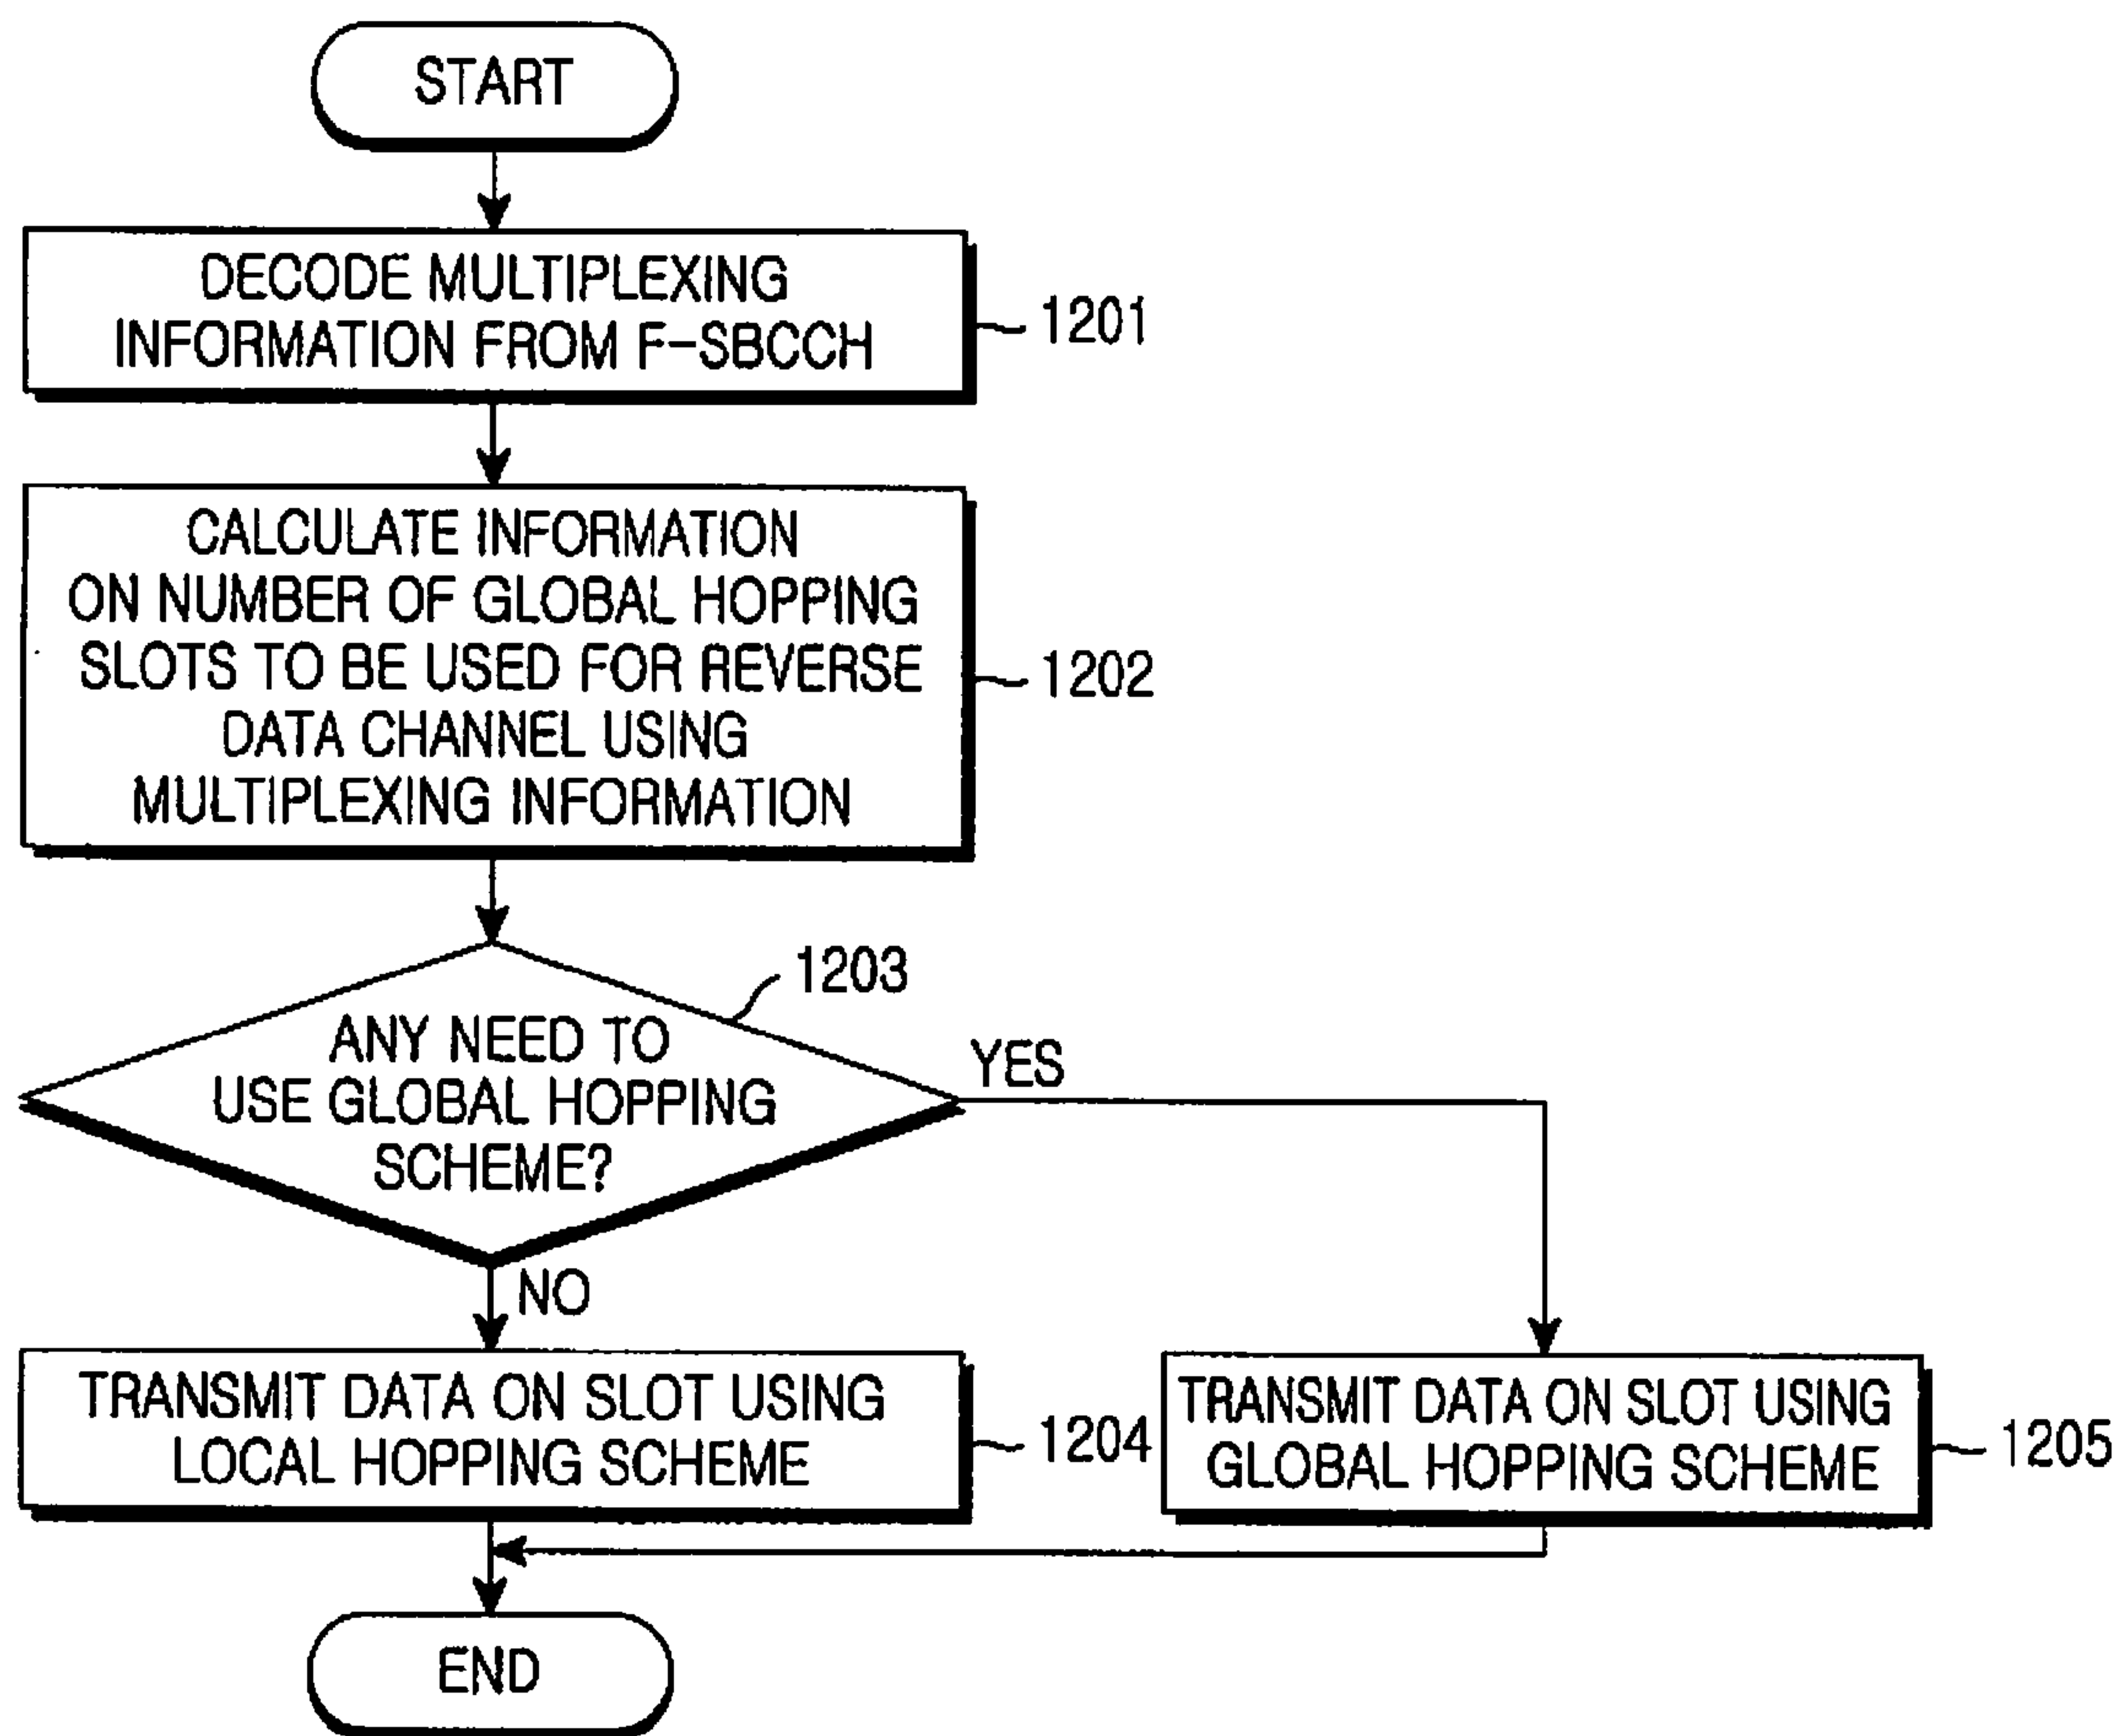 START
DECODE MULTIPLEXING
INFORMATION FROM F-SBCCH
1201
CALCULATE INFORMATION
ON NUMBER OF GLOBAL HOPPING
SLOTS TO BE USED FOR REVERSE
DATA CHANNEL USING
MULTIPLEXING INFORMATION
1202
1203
ANY NEED TO
USE GLOBAL HOPPING
SCHEME?
YES
NO
TRANSMIT DATA ON SLOT USING
LOCAL HOPPING SCHEME
1204
TRANSMIT DATA ON SLOT USING
GLOBAL HOPPING SCHEME
1205
END